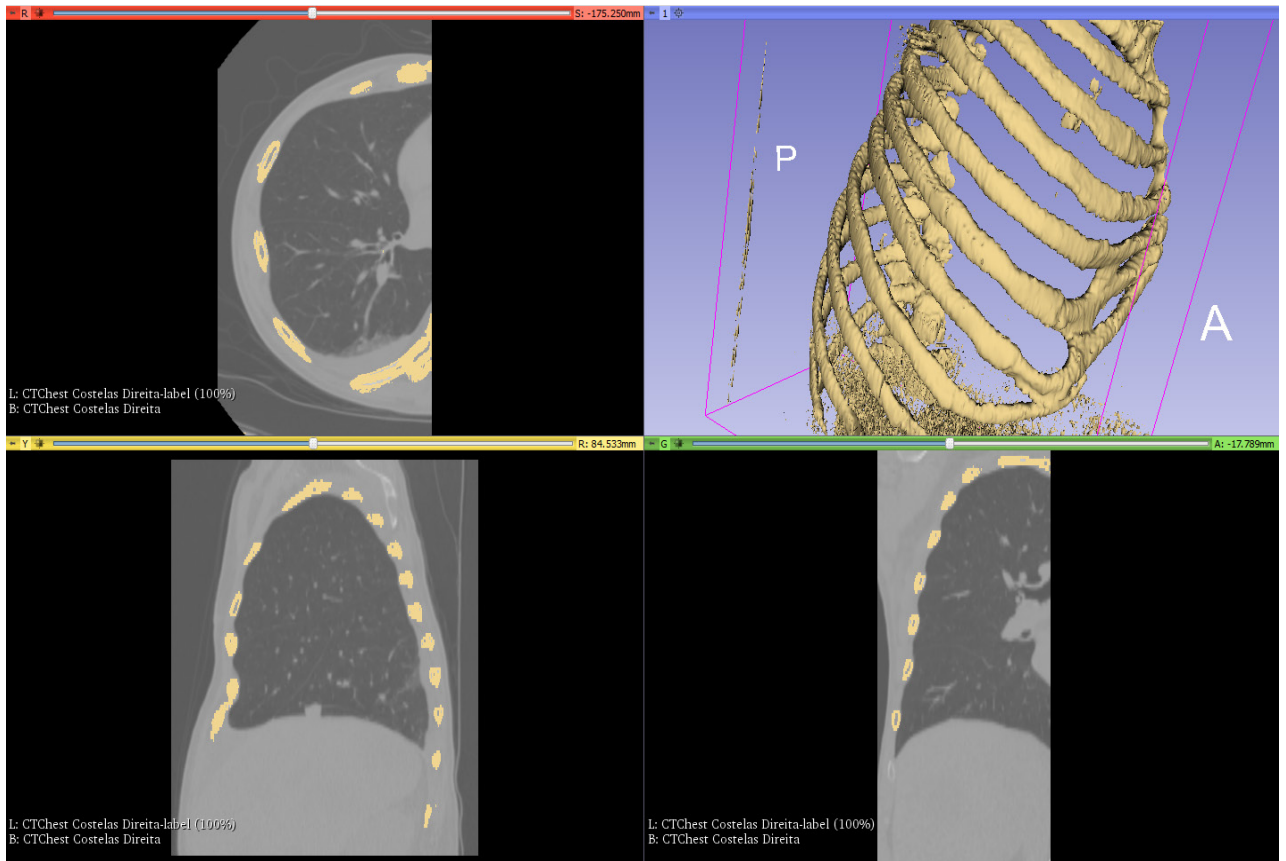 R S: -175.250mm
1
P
A
L: CTChest Costelas Direita-label (100%)
B: CTChest Costelas Direita
Y R: 84.533mm
G A: -17.789mm
L: CTChest Costelas Direita-label (100%)
B: CTChest Costelas Direita
L: CTChest Costelas Direita-label (100%)
B: CTChest Costelas Direita